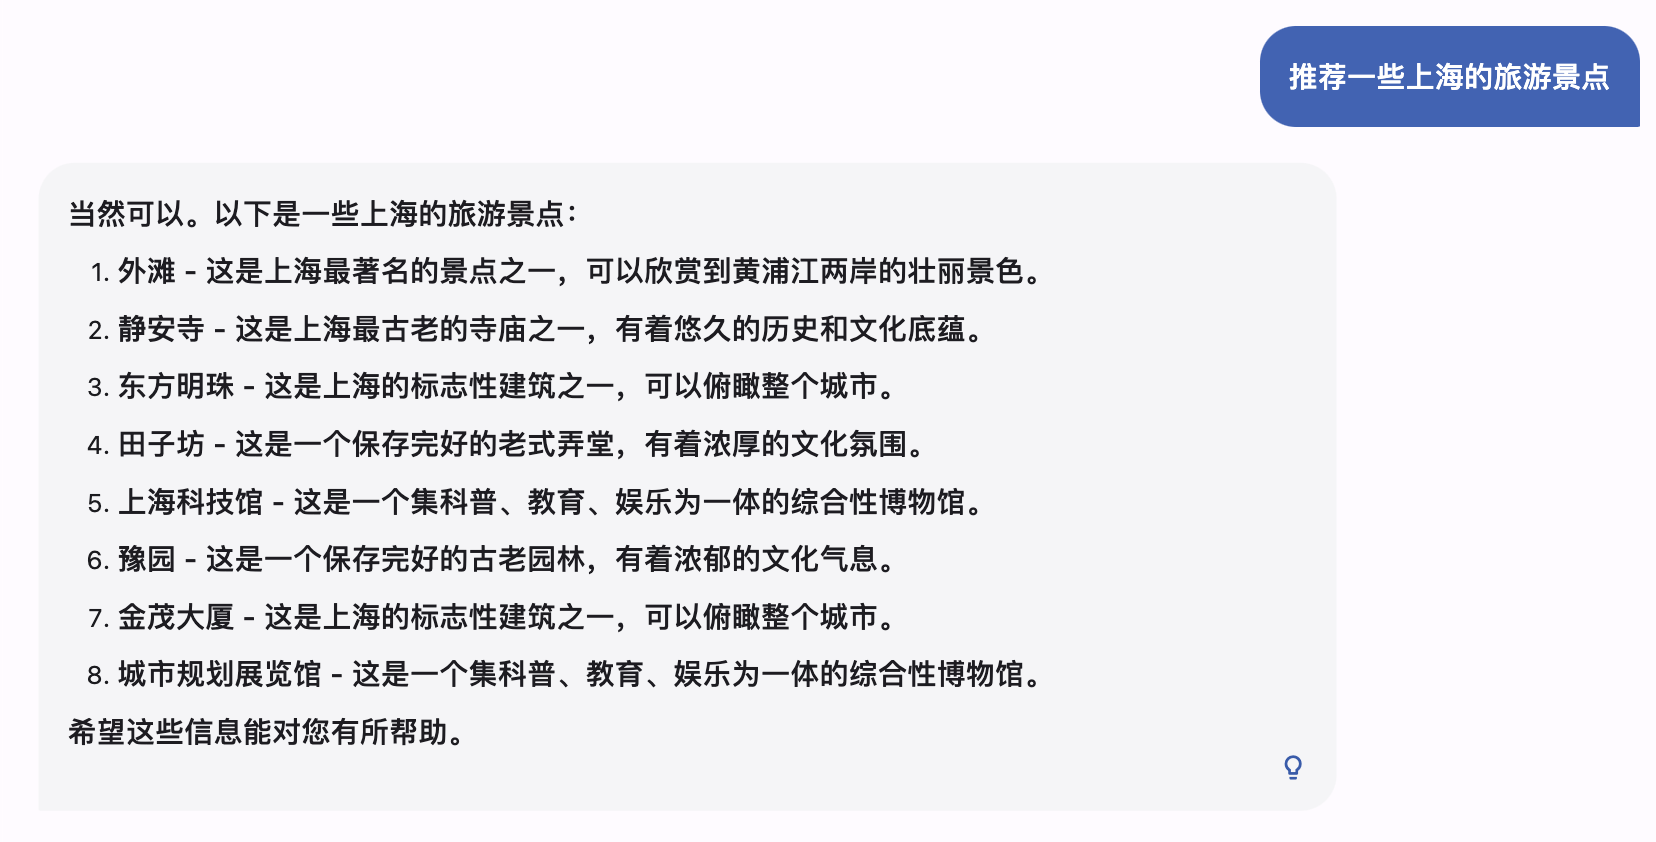 推荐一些上海的旅游景点
当然可以。以下是一些上海的旅游景点：
1. 外滩 - 这是上海最著名的景点之一，可以欣赏到黄浦江两岸的壮丽景色。
2. 静安寺 - 这是上海最古老的寺庙之一，有着悠久的历史和文化底蕴。
3. 东方明珠 - 这是上海的标志性建筑之一，可以俯瞰整个城市。
4. 田子坊 - 这是一个保存完好的老式弄堂，有着浓厚的文化氛围。
5. 上海科技馆 - 这是一个集科普、教育、娱乐为一体的综合性博物馆。
6. 豫园 - 这是一个保存完好的古老园林，有着浓郁的文化气息。
7. 金茂大厦 - 这是上海的标志性建筑之一，可以俯瞰整个城市。
8. 城市规划展览馆 - 这是一个集科普、教育、娱乐为一体的综合性博物馆。
希望这些信息能对您有所帮助。